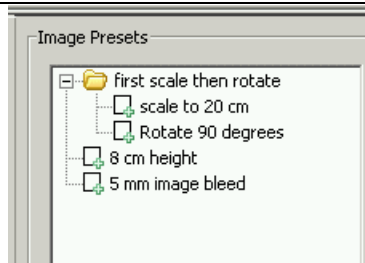 Image Presets
first scale then rotate
scale to 20 cm
Rotate 90 degrees
8 cm height
5 mm image bleed